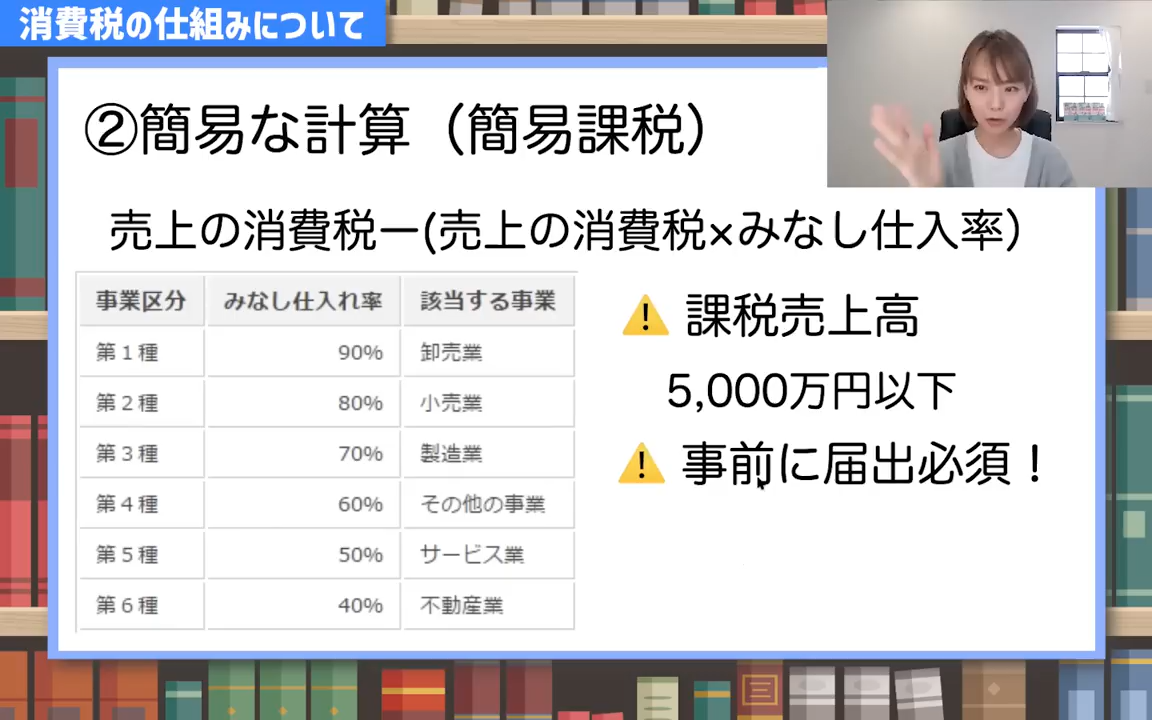 消費税の仕組みについて
②簡易な計算（簡易課税）
売上の消費税ー(売上の消費税×みなし仕入率）
事業区分 みなし仕入れ率 該当する事業
第１種 90% 卸売業
第２種 80% 小売業
第３種 70% 製造業
第４種 60% その他の事業
第５種 50% サービス業
第６種 40% 不動産業
⚠️ 課税売上高
5,000万円以下
⚠️ 事前に届出必須！